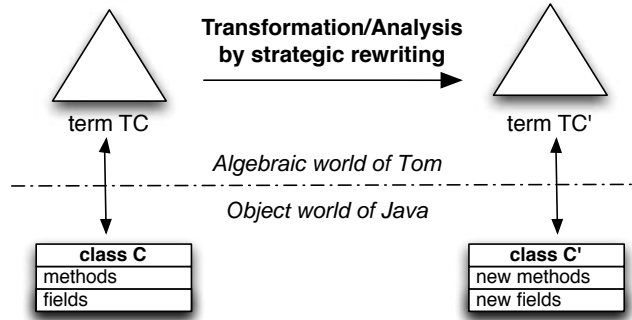 Transformation/Analysis
by strategic rewriting
term TC
term TC'
Algebraic world of Tom
Object world of Java
class C
methods
fields
class C'
new methods
new fields